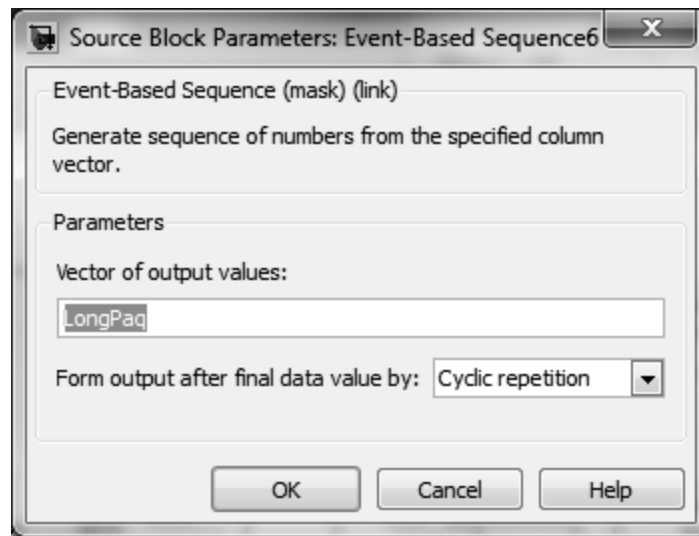 Source Block Parameters: Event-Based Sequence6
Event-Based Sequence (mask) (link)
Generate sequence of numbers from the specified column
vector.
Parameters
Vector of output values:
LongPaq
Form output after final data value by: Cyclic repetition
OK Cancel Help